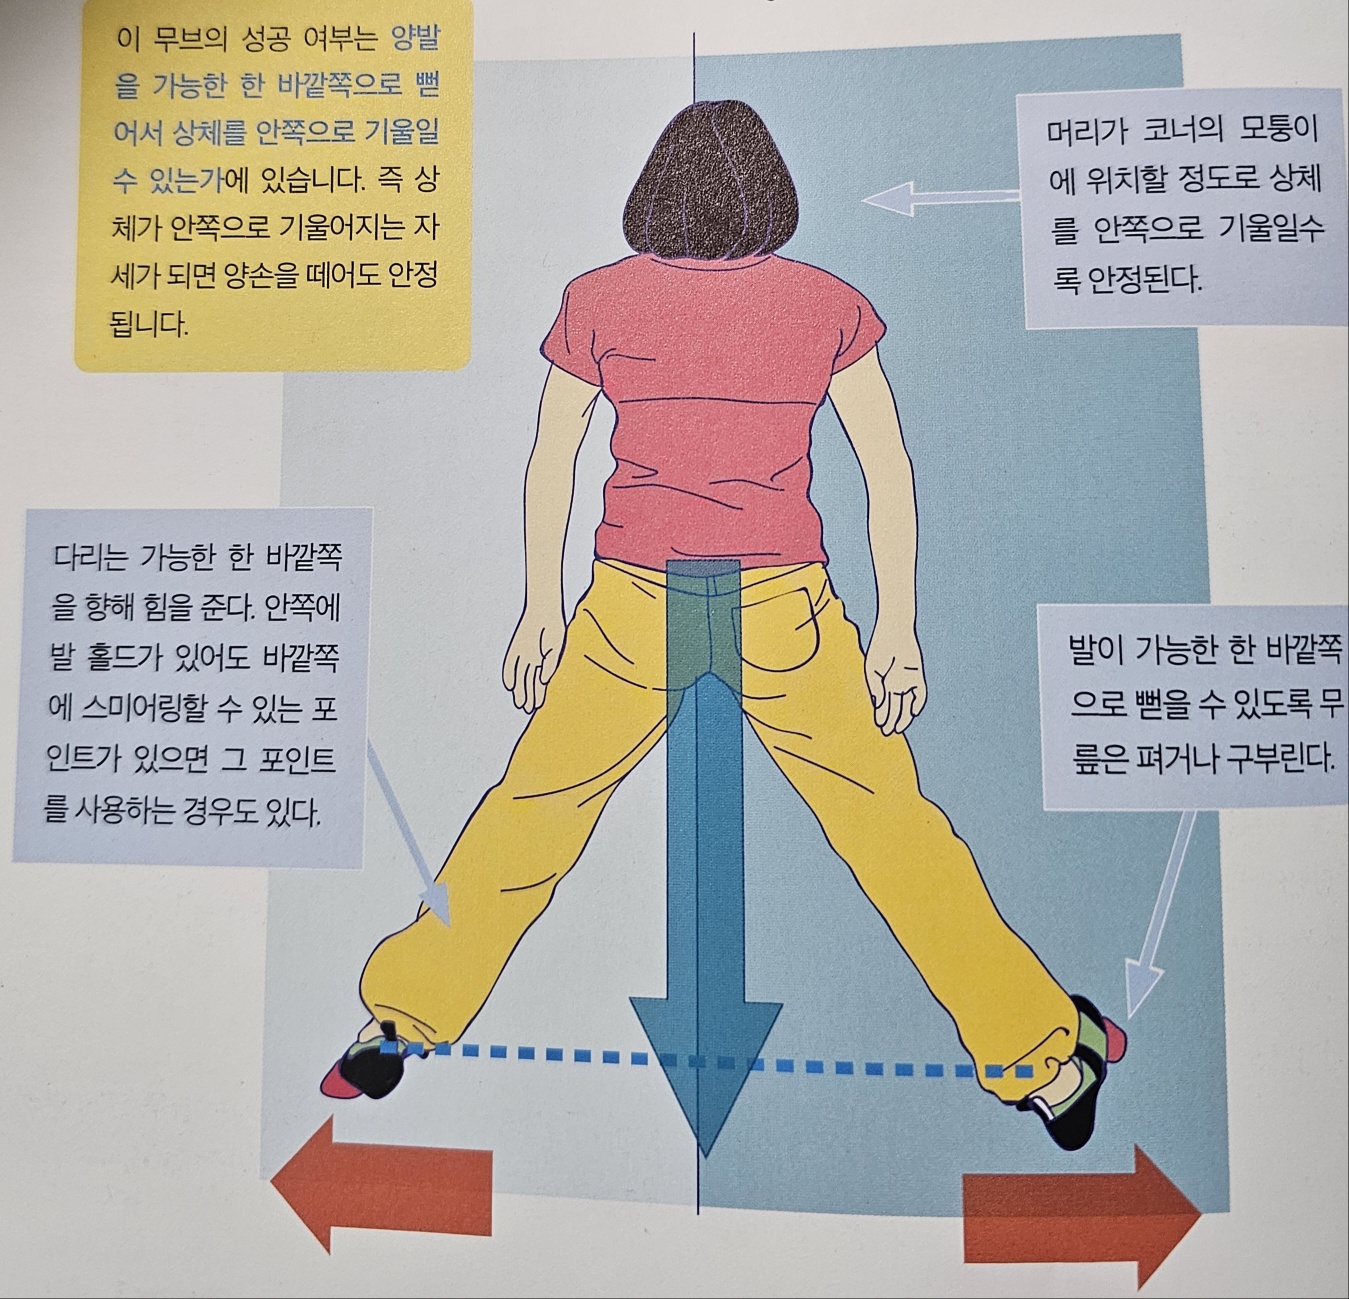 이 무브의 성공 여부는 양발
을 가능한 한 바깥쪽으로 뻗
어서 상체를 안쪽으로 기울일
수 있는가에 있습니다. 즉 상
체가 안쪽으로 기울어지는 자
세가 되면 양손을 떼어도 안정
됩니다.
머리가 코너의 모퉁이
에 위치할 정도로 상체
를 안쪽으로 기울일수
록 안정된다.
다리는 가능한 한 바깥쪽
을 향해 힘을 준다. 안쪽에
발 홀드가 있어도 바깥쪽
에 스미어링할 수 있는 포
인트가 있으면 그 포인트
를 사용하는 경우도 있다.
발이 가능한 한 바깥쪽
으로 뻗을 수 있도록 무
릎은 펴거나 구부린다.